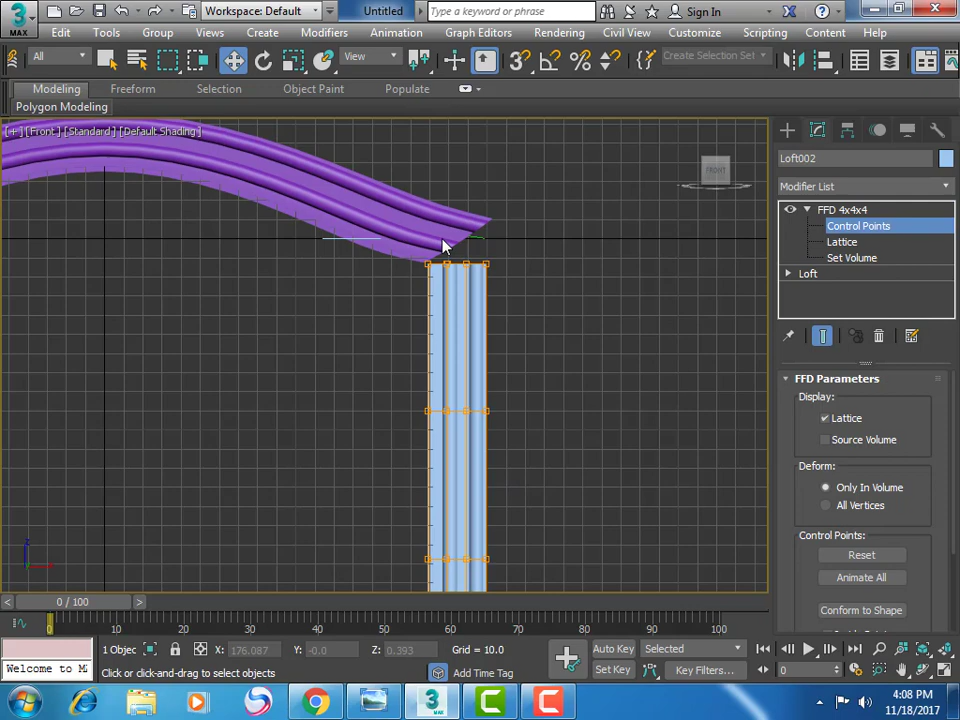 3
MAX
Workspace: Default
Untitled
Type a keyword or phrase
Sign In
Edit
Tools
Group
Views
Create
Modifiers
Animation
Graph Editors
Rendering
Civil View
Customize
Scripting
Content
Help
All
View
Create Selection Set
Modeling
Freeform
Selection
Object Paint
Populate
Polygon Modeling
[+] [Front] [Standard] [Default Shading]
FRONT
Loft002
Modifier List
FFD 4x4x4
Control Points
Lattice
Set Volume
Loft
FFD Parameters
Display:
Lattice
Source Volume
Deform:
Only In Volume
All Vertices
Control Points:
Reset
Animate All
Conform to Shape
0 / 100
0 10 20 30 40 50 60 70 80 90 100
1 Objec
X: 176.087
Y: -0.0
Z: 0.393
Grid = 10.0
Auto Key
Selected
Welcome to M
Click or click-and-drag to select objects
Add Time Tag
Set Key
Key Filters...
0
4:08 PM
11/18/2017